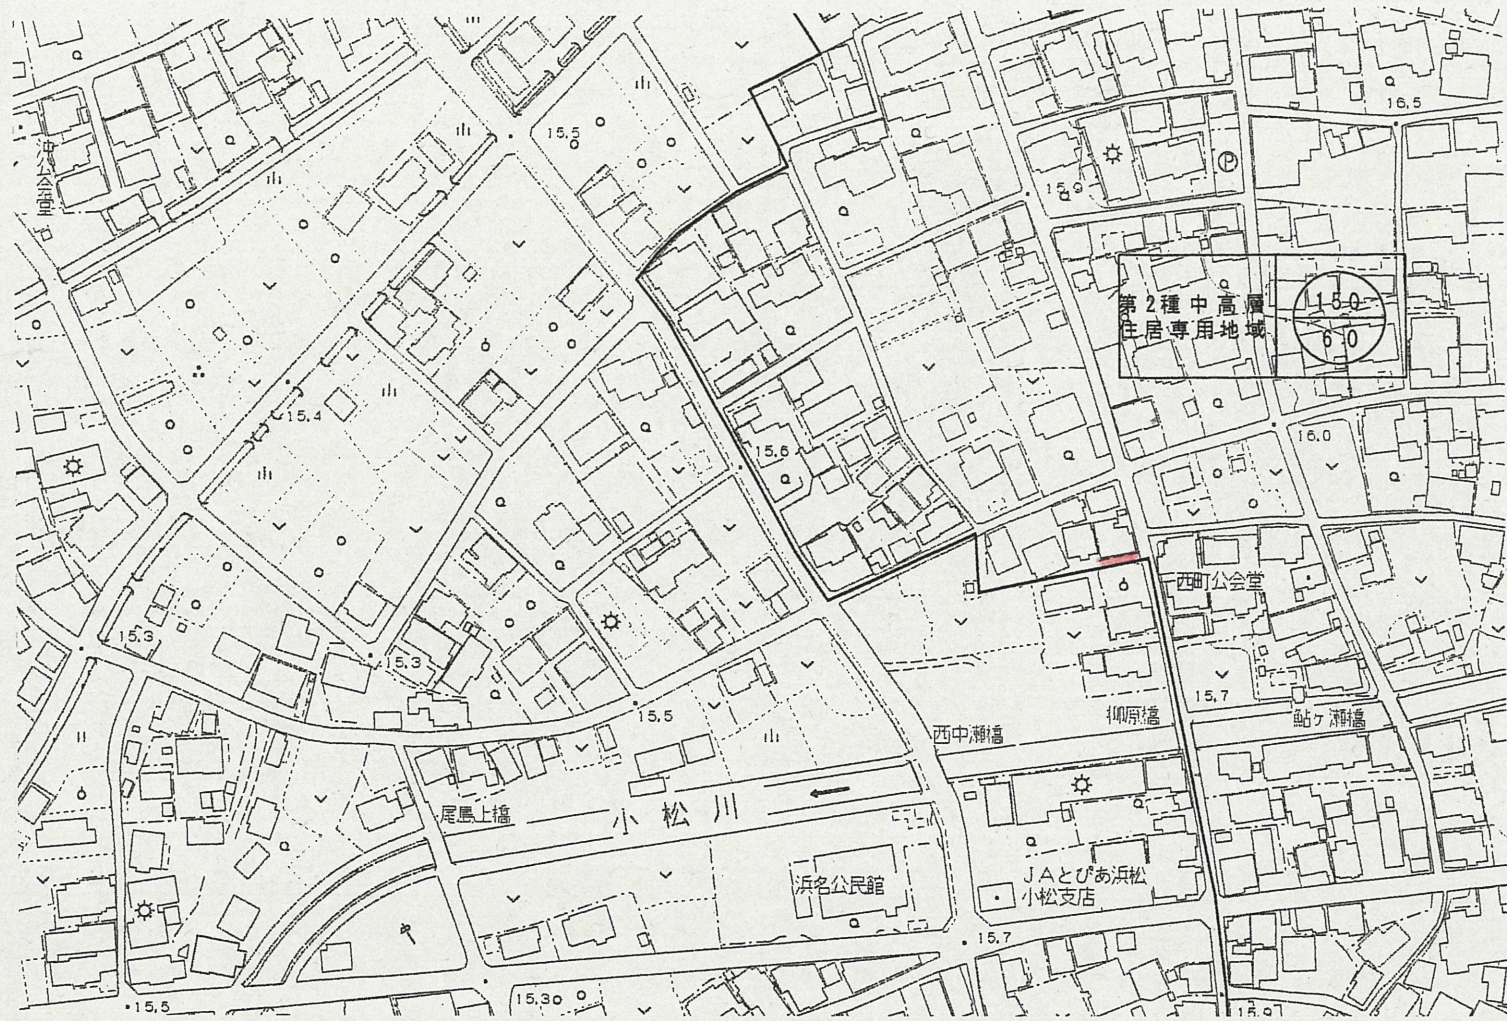 15.5
16.5
沖公会堂
P
15.9
第2種中高層
住居専用地域
150
60
15.4
15.6
16.0
西町公会堂
15.3
15.3
15.7
15.5
柳原橋
鮎ヶ瀬橋
西中瀬橋
尾島上橋
小松川
浜名公民館
JAとぴあ浜松
小松支店
15.7
15.5
15.3
15.9